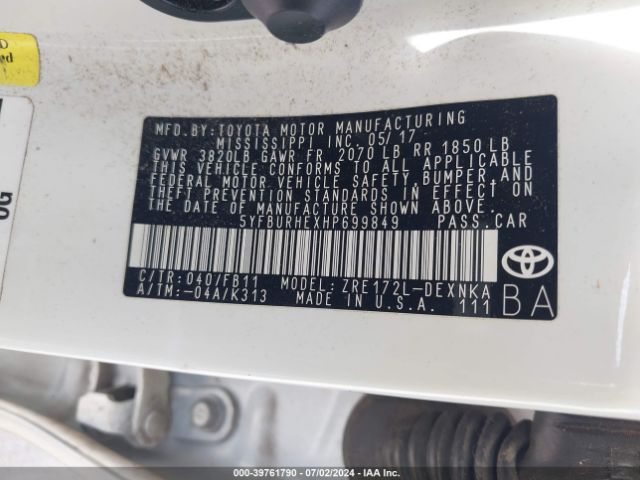 D
ed
MFD.BY:TOYOTA MOTOR MANUFACTURING
MISSISSIPPI INC. 05/17
GVWR 3820LB GAWR FR 2070 LB RR 1850LB
THIS VEHICLE CONFORMS TO ALL APPLICABLE
FEDERAL MOTOR VEHICLE SAFETY, BUMPER, AND
THEFT PREVENTION STANDARDS IN EFFECT ON
THE DATE OF MANUFACTURE SHOWN ABOVE.
5YFBURHEXHP699849 PASS.CAR
C/TR: 040/FB11 MODEL: ZRE172L-DEXNKA
A/TM:-04A/K313 MADE IN U.S.A. 111
BA
000-39761790 - 07/02/2024 - IAA Inc.